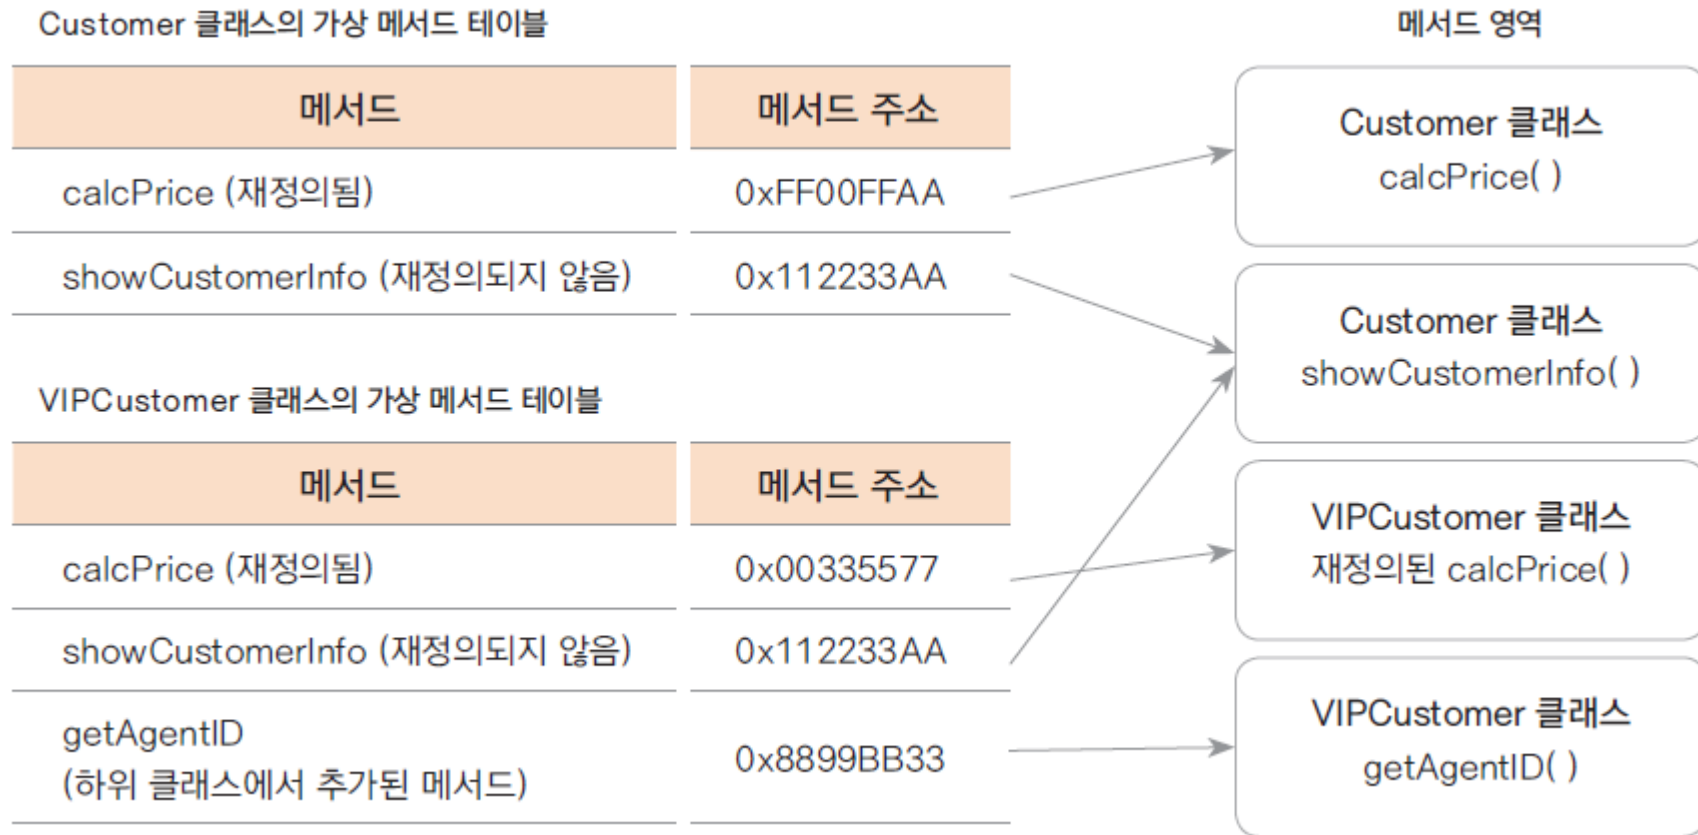 Customer 클래스의 가상 메서드 테이블
메서드 메서드 주소
calcPrice (재정의됨) 0xFF00FFAA
showCustomerInfo (재정의되지 않음) 0x112233AA
VIPCustomer 클래스의 가상 메서드 테이블
메서드 메서드 주소
calcPrice (재정의됨) 0x00335577
showCustomerInfo (재정의되지 않음) 0x112233AA
getAgentID
(하위 클래스에서 추가된 메서드) 0x8899BB33
메서드 영역
Customer 클래스
calcPrice( )
Customer 클래스
showCustomerInfo( )
VIPCustomer 클래스
재정의된 calcPrice( )
VIPCustomer 클래스
getAgentID( )